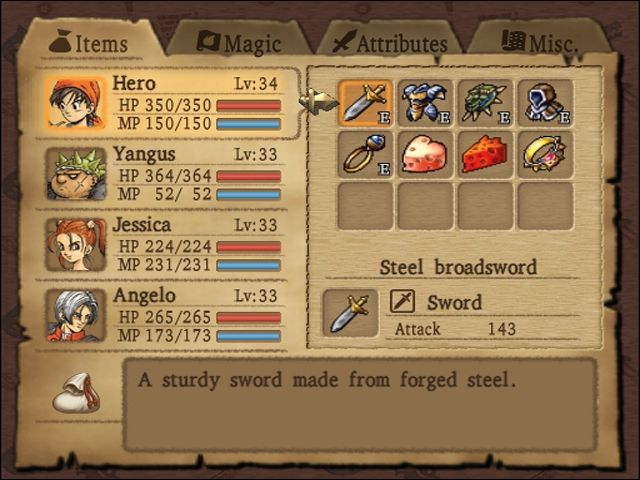 Items Magic Attributes Misc.
Hero Lv:34
HP 350/350
MP 150/150
E E E E
Yangus Lv:33
HP 364/364
MP 52/ 52
E
Jessica Lv:33
HP 224/224
MP 231/231
Angelo Lv:33
HP 265/265
MP 173/173
Steel broadsword
Sword
Attack 143
A sturdy sword made from forged steel.